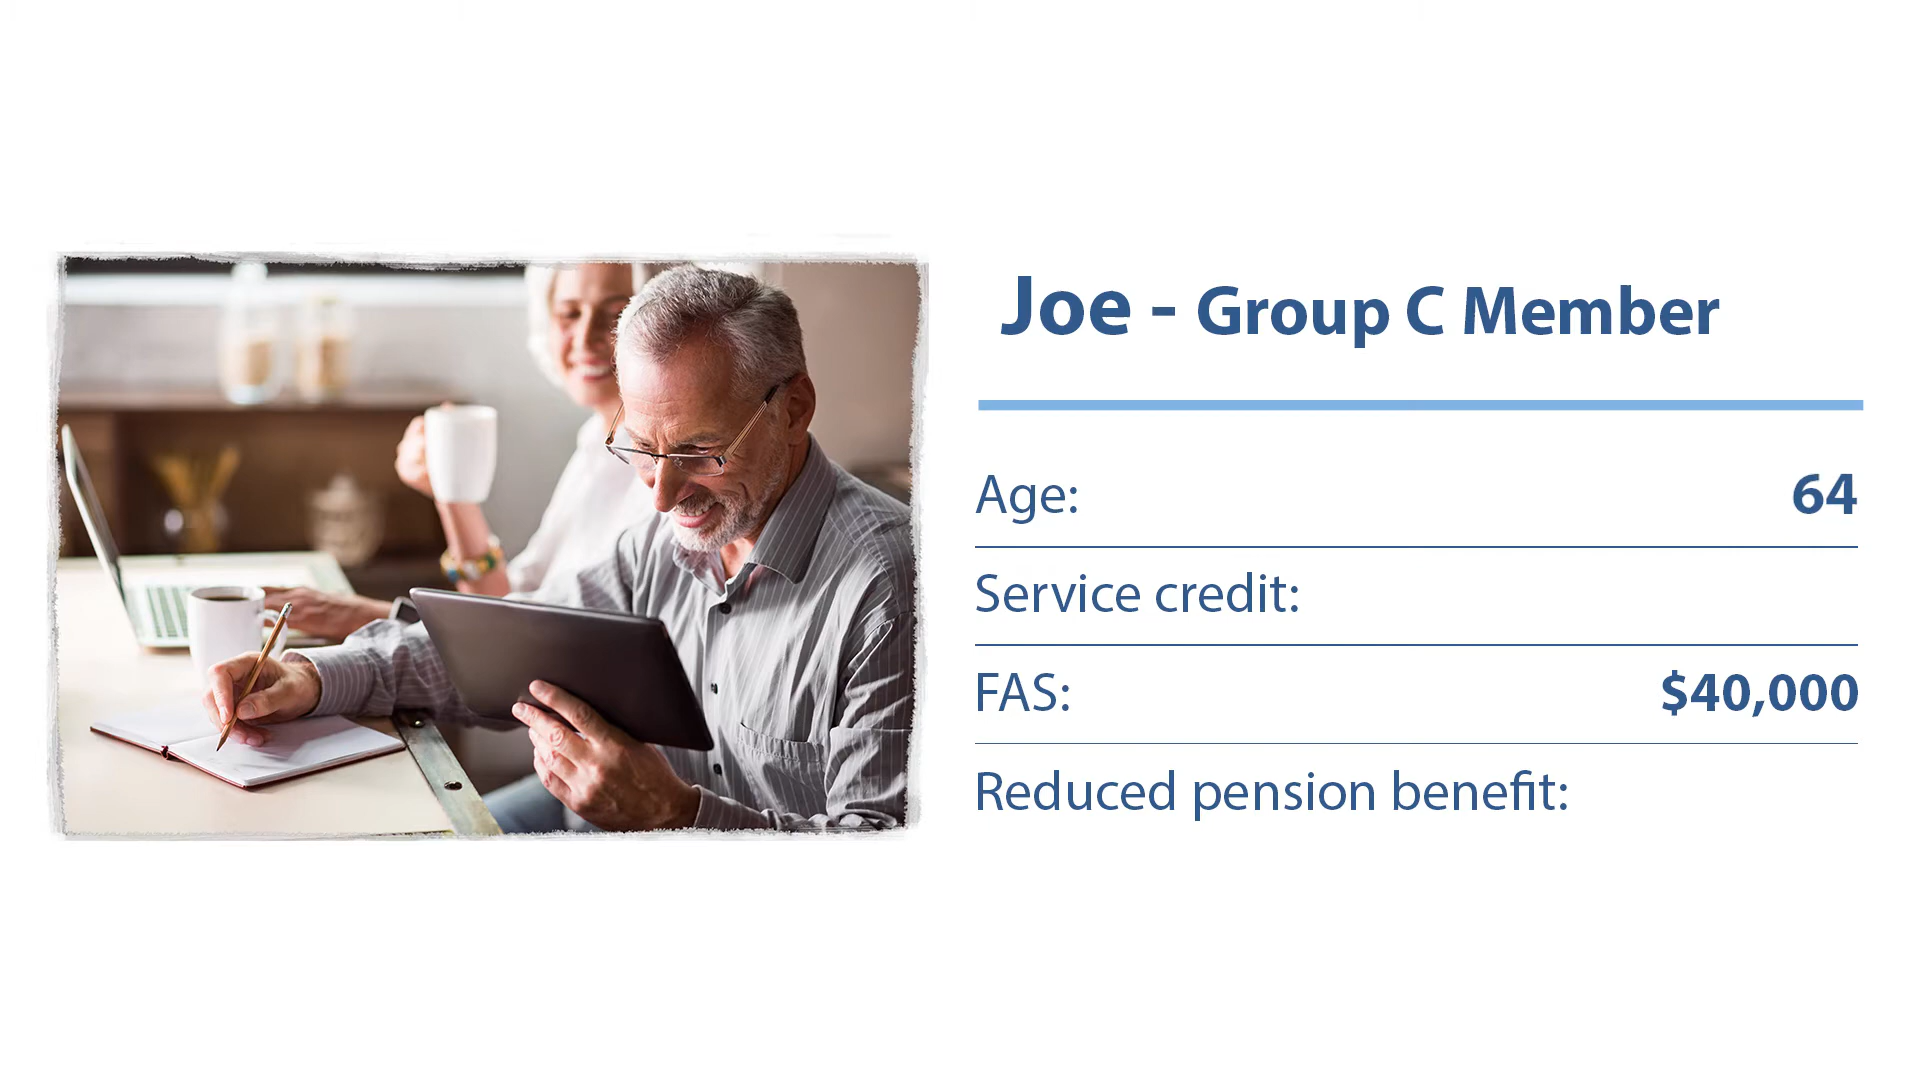 Joe - Group C Member
Age: 64
Service credit:
FAS: $40,000
Reduced pension benefit: